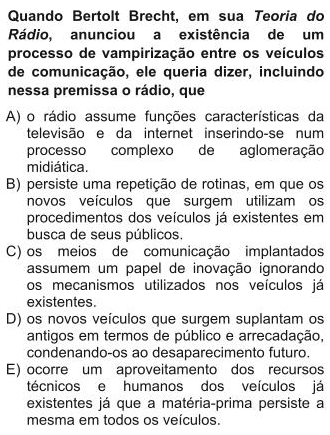 Quando Bertolt Brecht, em sua Teoria do
Rádio, anunciou a existência de um
processo de vampirização entre os veículos
de comunicação, ele queria dizer, incluindo
nessa premissa o rádio, que
A) o rádio assume funções características da
televisão e da internet inserindo-se num
processo complexo de aglomeração
midiática.
B) persiste uma repetição de rotinas, em que os
novos veículos que surgem utilizam os
procedimentos dos veículos já existentes em
busca de seus públicos.
C) os meios de comunicação implantados
assumem um papel de inovação ignorando
os mecanismos utilizados nos veículos já
existentes.
D) os novos veículos que surgem suplantam os
antigos em termos de público e arrecadação,
condenando-os ao desaparecimento futuro.
E) ocorre um aproveitamento dos recursos
técnicos e humanos dos veículos já
existentes já que a matéria-prima persiste a
mesma em todos os veículos.